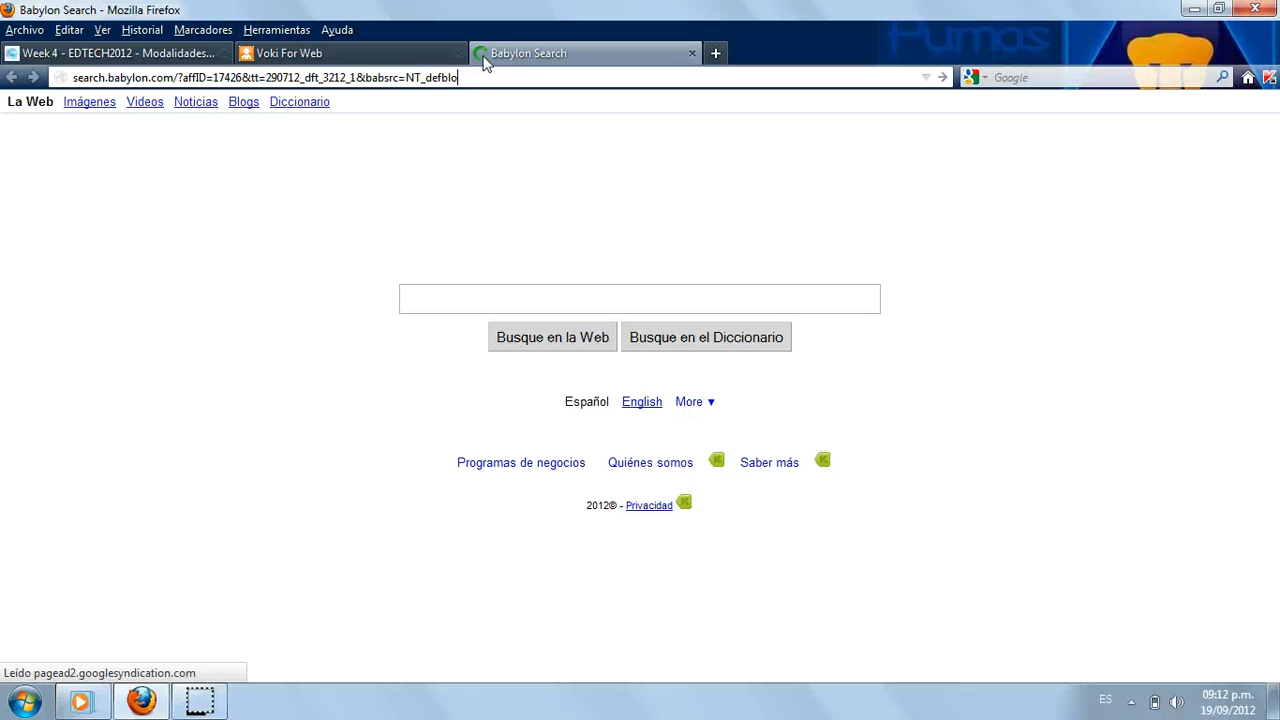 Babylon Search - Mozilla Firefox
Archivo Editar Ver Historial Marcadores Herramientas Ayuda
Week 4 - EDTECH2012 - Modalidades... Voki For Web Babylon Search
search.babylon.com/?affID=17426&tt=290712_dft_3212_1&babsrc=NT_defblo Google
La Web Imágenes Videos Noticias Blogs Diccionario
Busque en la Web Busque en el Diccionario
Español English More ▼
Programas de negocios Quiénes somos Saber más
2012© - Privacidad
Leído pagead2.googlesyndication.com
ES 09:12 p.m.
19/09/2012